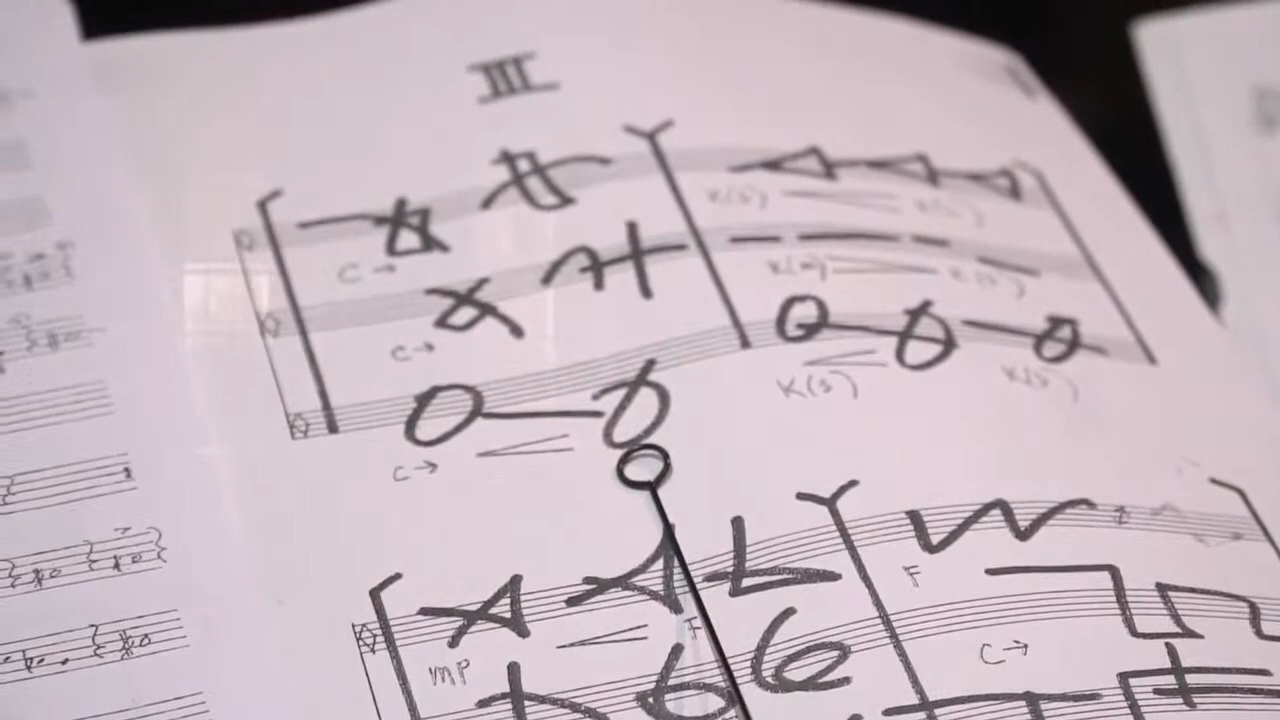 III
K(s) K(s)
C→ K(s) K(s)
C→
K(s) K(s)
C→
F
mp F
C→